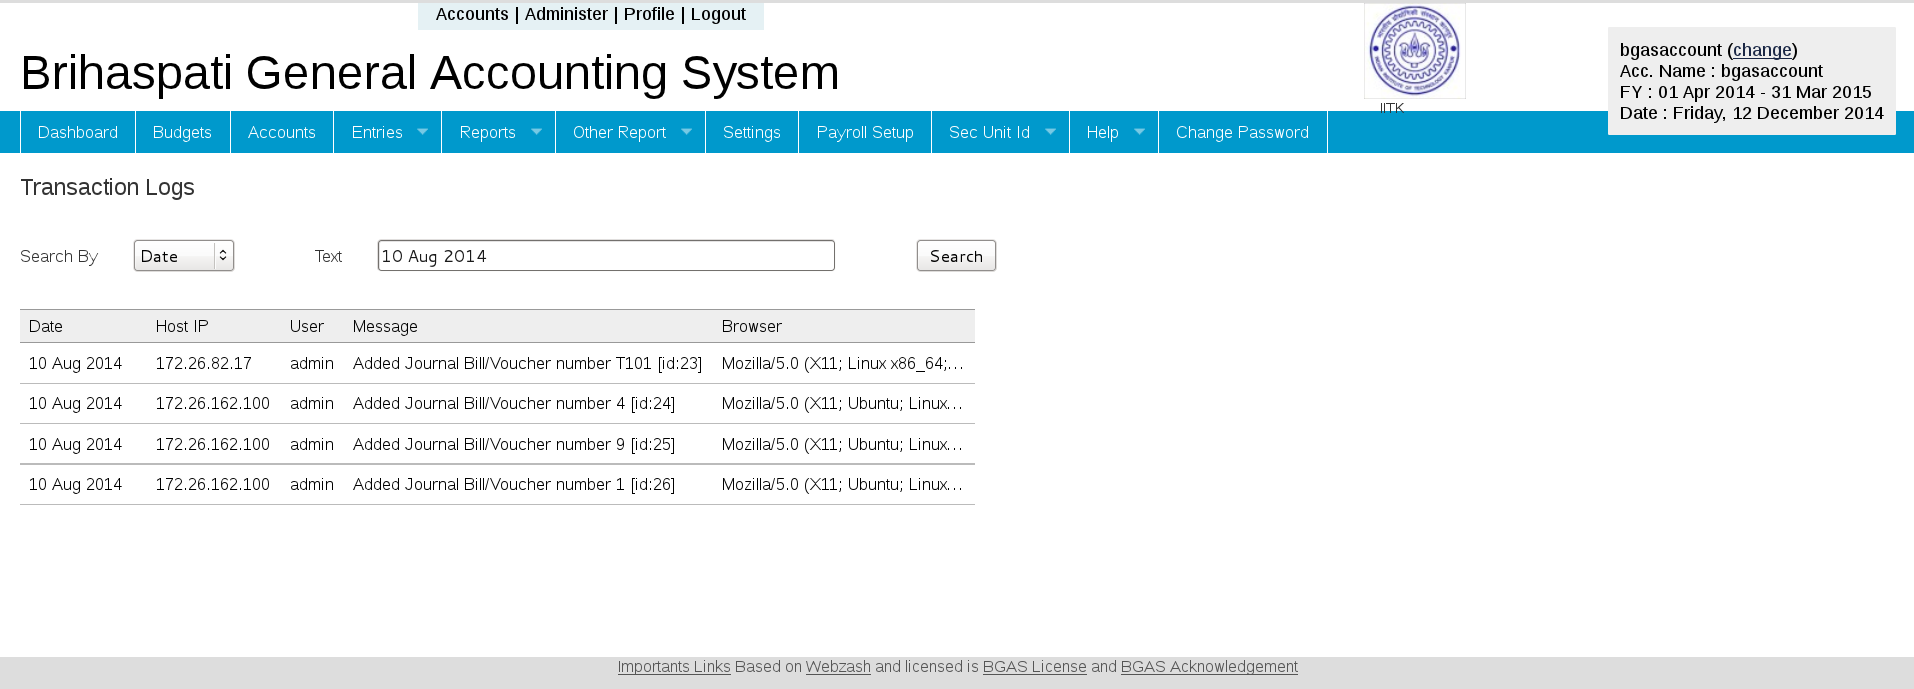 Accounts | Administer | Profile | Logout
Brihaspati General Accounting System
IITK
bgasaccount (change)
Acc. Name : bgasaccount
FY : 01 Apr 2014 - 31 Mar 2015
Date : Friday, 12 December 2014
Dashboard Budgets Accounts Entries Reports Other Report Settings Payroll Setup Sec Unit Id Help Change Password
Transaction Logs
Search By Date Text 10 Aug 2014 Search
Date Host IP User Message Browser
10 Aug 2014 172.26.82.17 admin Added Journal Bill/Voucher number T101 [id:23] Mozilla/5.0 (X11; Linux x86_64;...
10 Aug 2014 172.26.162.100 admin Added Journal Bill/Voucher number 4 [id:24] Mozilla/5.0 (X11; Ubuntu; Linux...
10 Aug 2014 172.26.162.100 admin Added Journal Bill/Voucher number 9 [id:25] Mozilla/5.0 (X11; Ubuntu; Linux...
10 Aug 2014 172.26.162.100 admin Added Journal Bill/Voucher number 1 [id:26] Mozilla/5.0 (X11; Ubuntu; Linux...
Importants Links Based on Webzash and licensed is BGAS License and BGAS Acknowledgement